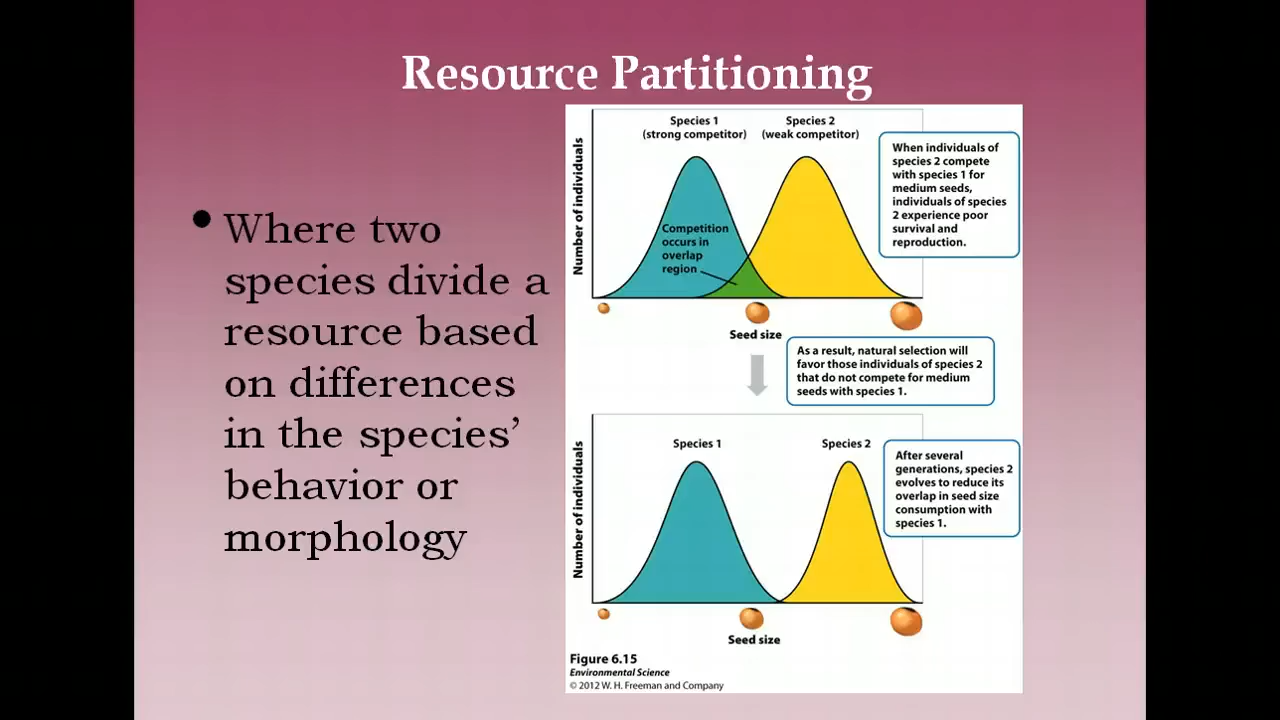 Resource Partitioning
• Where two
species divide a
resource based
on differences
in the species’
behavior or
morphology
Number of individuals
Species 1
(strong competitor)
Species 2
(weak competitor)
Competition
occurs in
overlap
region
Seed size
When individuals of
species 2 compete
with species 1 for
medium seeds,
individuals of species
2 experience poor
survival and
reproduction.
As a result, natural selection will
favor those individuals of species 2
that do not compete for medium
seeds with species 1.
Number of individuals
Species 1
Species 2
Seed size
After several
generations, species 2
evolves to reduce its
overlap in seed size
consumption with
species 1.
Figure 6.15
Environmental Science
© 2012 W. H. Freeman and Company